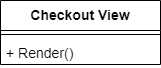 Checkout View
+ Render()